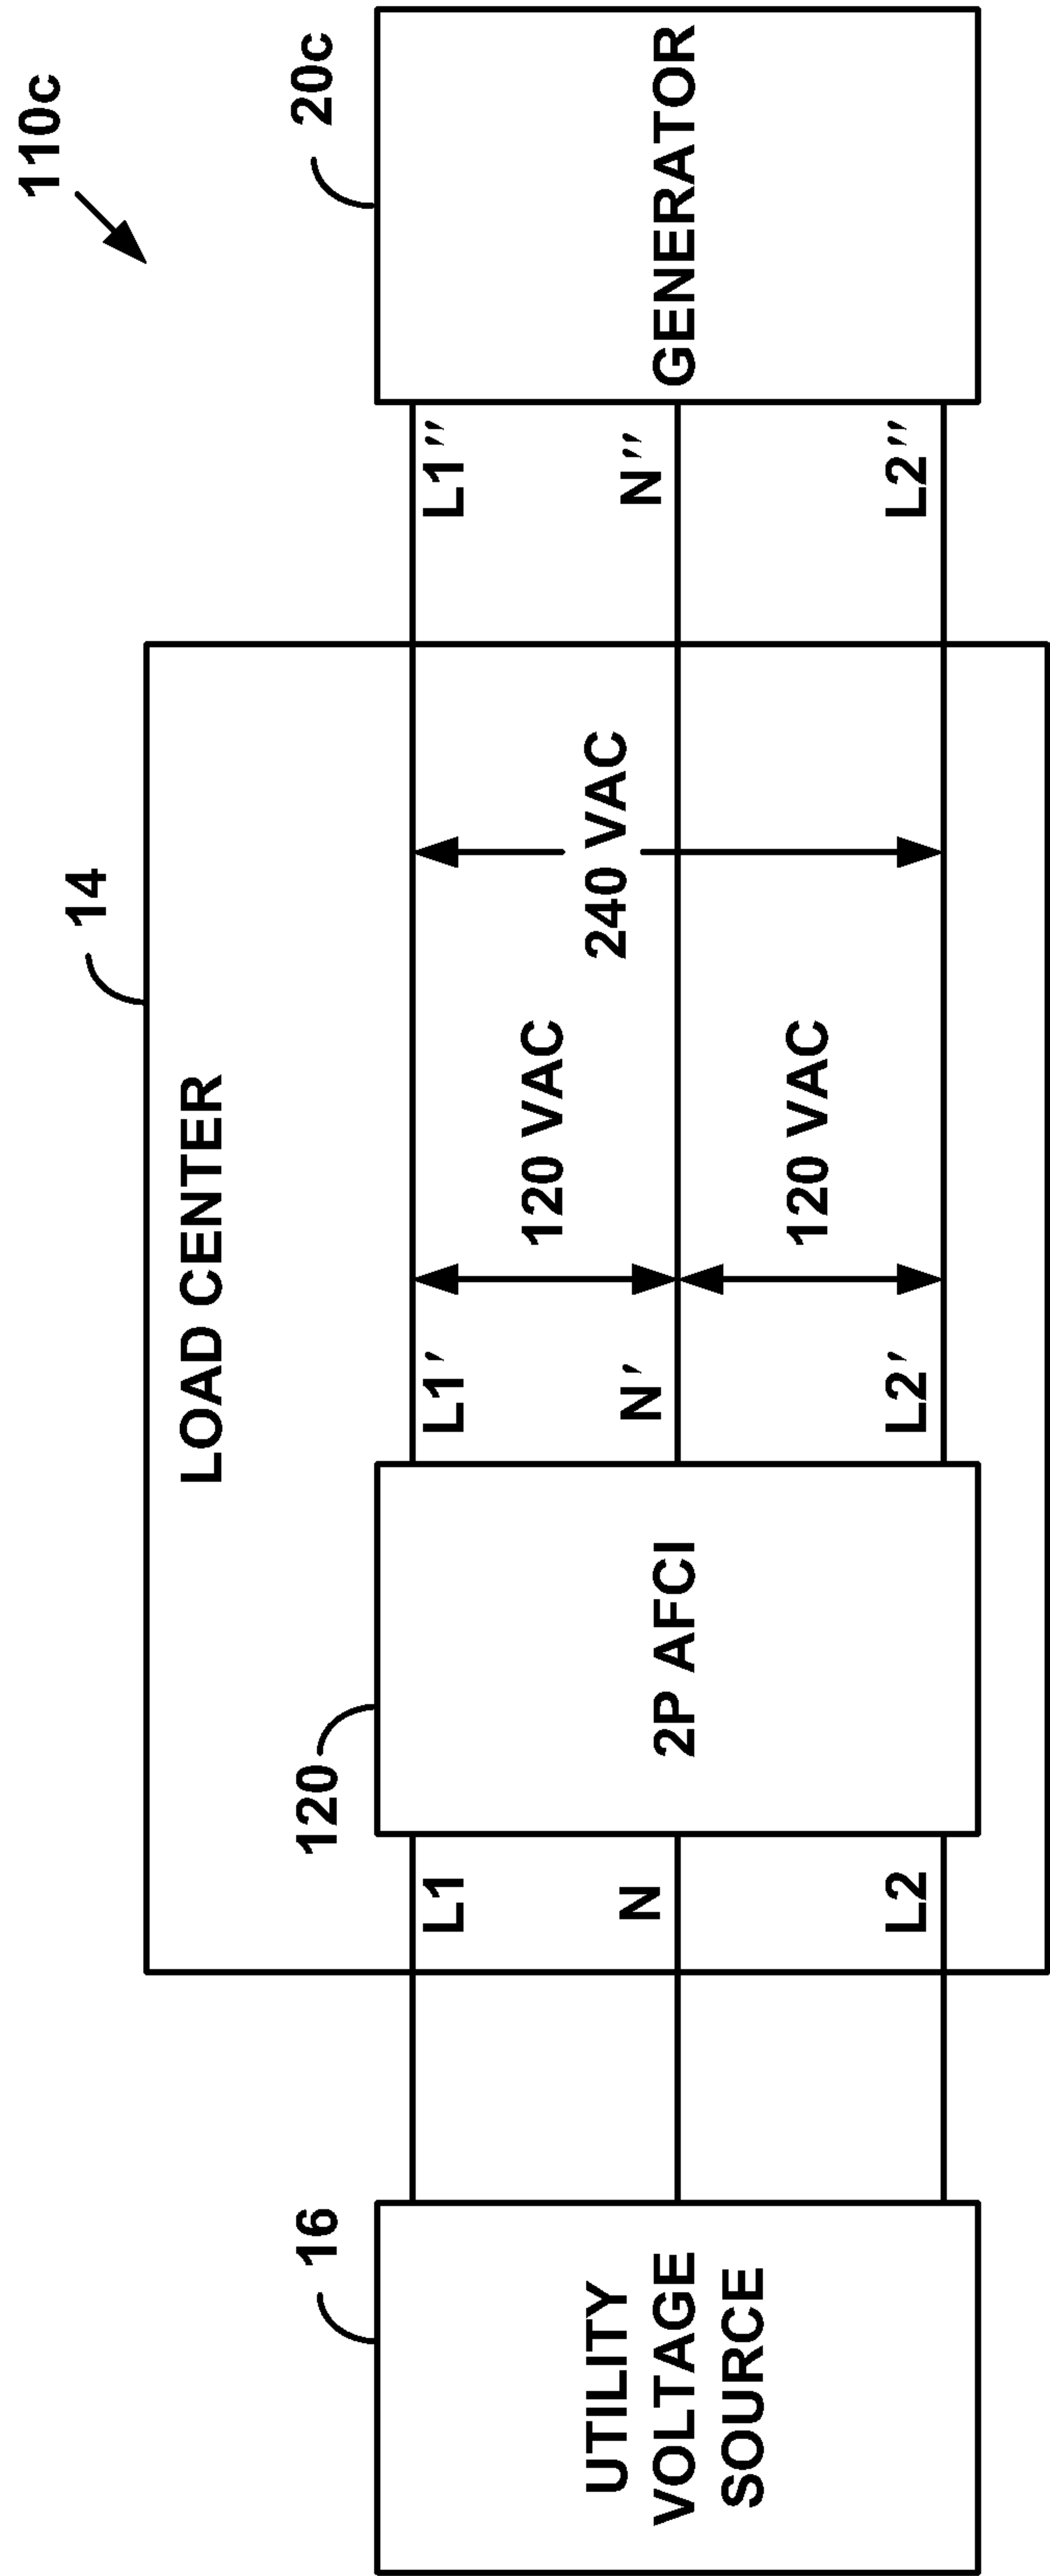 110c
14
LOAD CENTER
16
120
20c
UTILITY
VOLTAGE
SOURCE
L1
N
L2
2P AFCI
L1′
N′
L2′
120 VAC
120 VAC
240 VAC
L1″
N″
L2″
GENERATOR